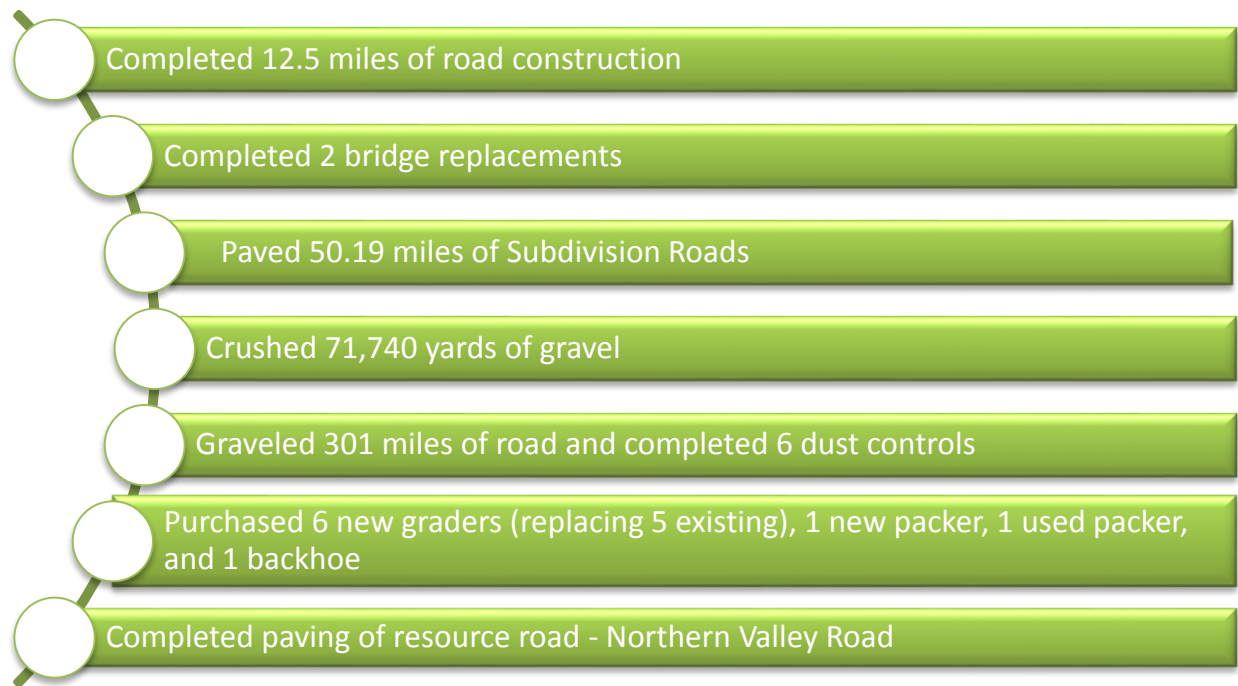 Completed 12.5 miles of road construction
Completed 2 bridge replacements
Paved 50.19 miles of Subdivision Roads
Crushed 71,740 yards of gravel
Graveled 301 miles of road and completed 6 dust controls
Purchased 6 new graders (replacing 5 existing), 1 new packer, 1 used packer,
and 1 backhoe
Completed paving of resource road - Northern Valley Road